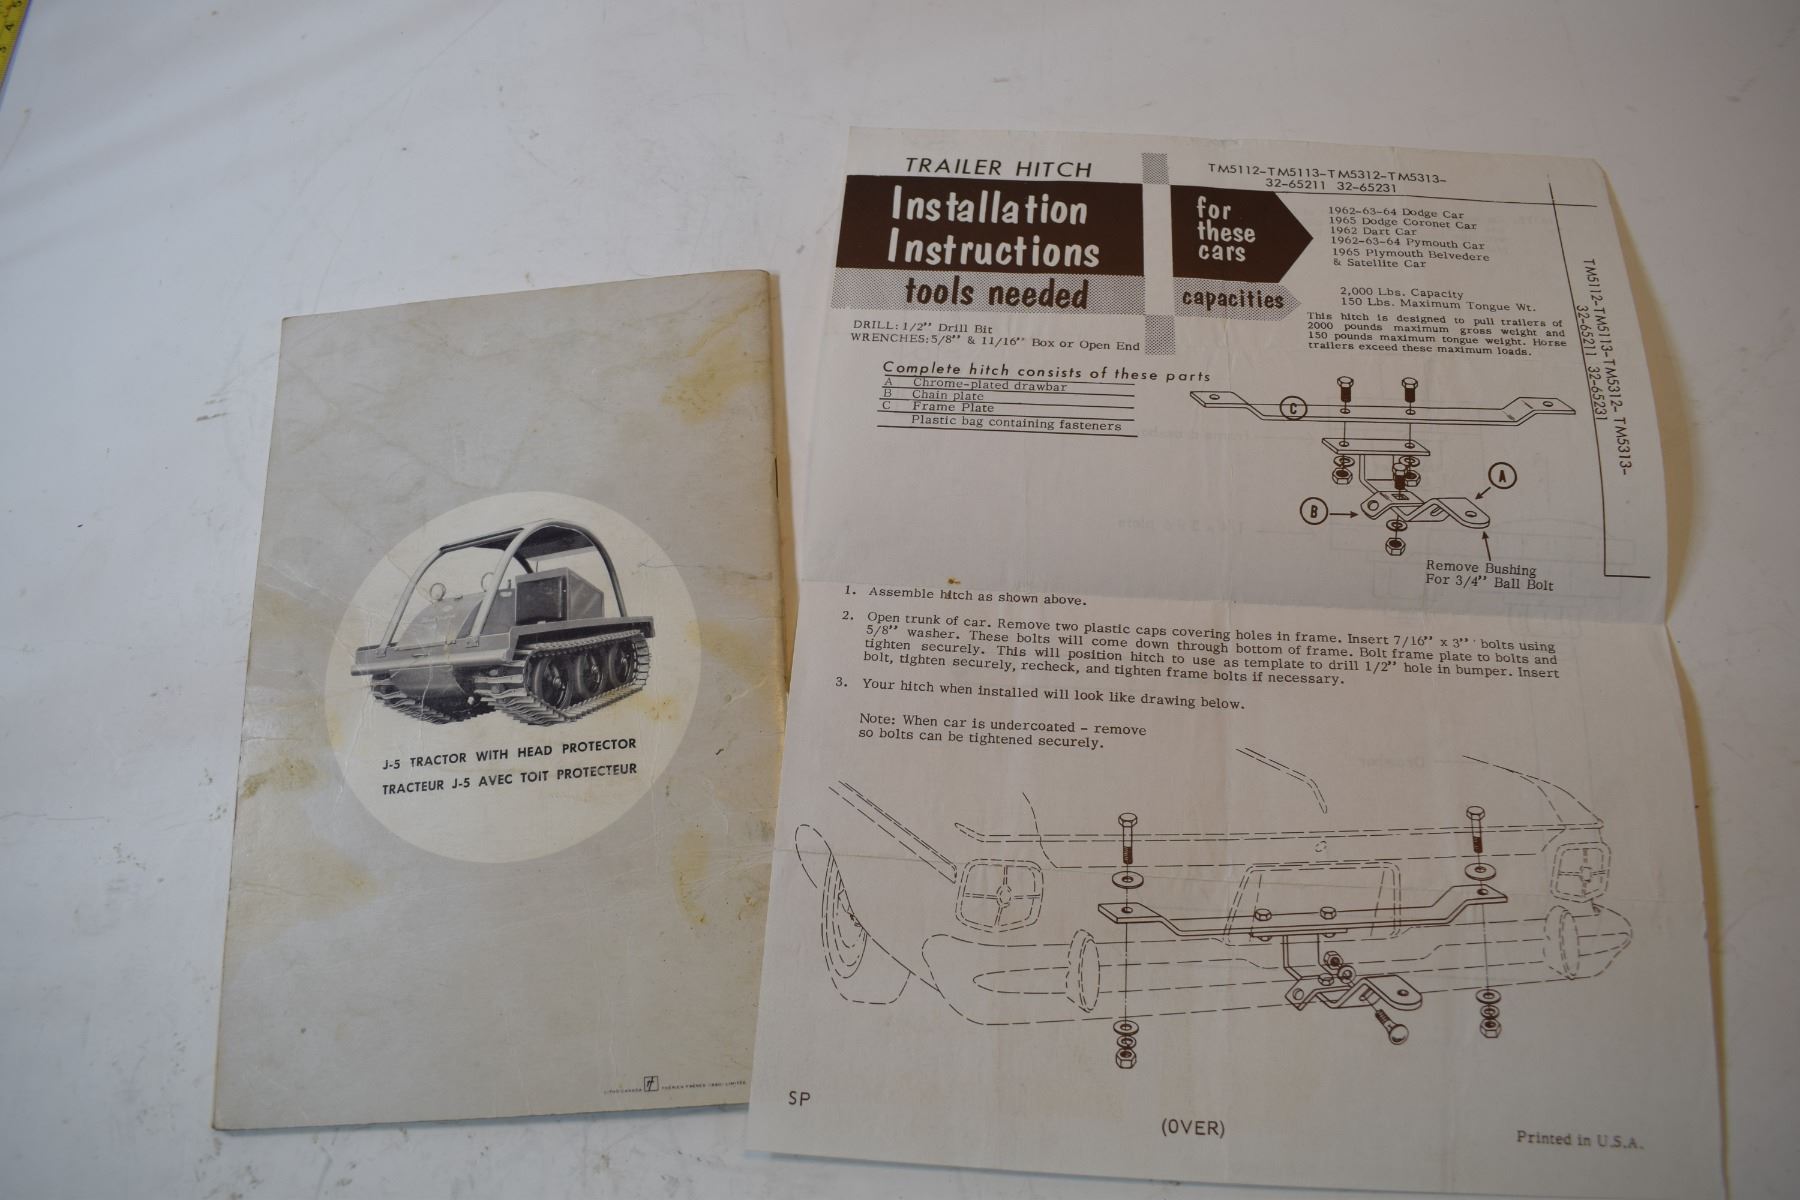 J-5 TRACTOR WITH HEAD PROTECTOR
TRACTEUR J-5 AVEC TOIT PROTECTEUR
LITHO CANADA THÉRIEN FRÈRES (1960) LIMITÉE
TRAILER HITCH
Installation
Instructions
tools needed
DRILL: 1/2" Drill Bit
WRENCHES: 5/8" & 11/16" Box or Open End
for
these
cars
capacities
TM5112-TM5113-TM5312-TM5313-
32-65211 32-65231
1962-63-64 Dodge Car
1965 Dodge Coronet Car
1962 Dart Car
1962-63-64 Pymouth Car
1965 Plymouth Belvedere
& Satellite Car
2,000 Lbs. Capacity
150 Lbs. Maximum Tongue Wt.
This hitch is designed to pull trailers of
2000 pounds maximum gross weight and
150 pounds maximum tongue weight. Horse
trailers exceed these maximum loads.
TM5112-TM5113-TM5312-TM5313-
32-65211 32-65231
Complete hitch consists of these parts
A Chrome-plated drawbar
B Chain plate
C Frame Plate
Plastic bag containing fasteners
C
A
B
Remove Bushing
For 3/4" Ball Bolt
1. Assemble hitch as shown above.
2. Open trunk of car. Remove two plastic caps covering holes in frame. Insert 7/16" x 3" bolts using
5/8" washer. These bolts will come down through bottom of frame. Bolt frame plate to bolts and
tighten securely. This will position hitch to use as template to drill 1/2" hole in bumper. Insert
bolt, tighten securely, recheck, and tighten frame bolts if necessary.
3. Your hitch when installed will look like drawing below.
Note: When car is undercoated - remove
so bolts can be tightened securely.
SP
(OVER)
Printed in U.S.A.